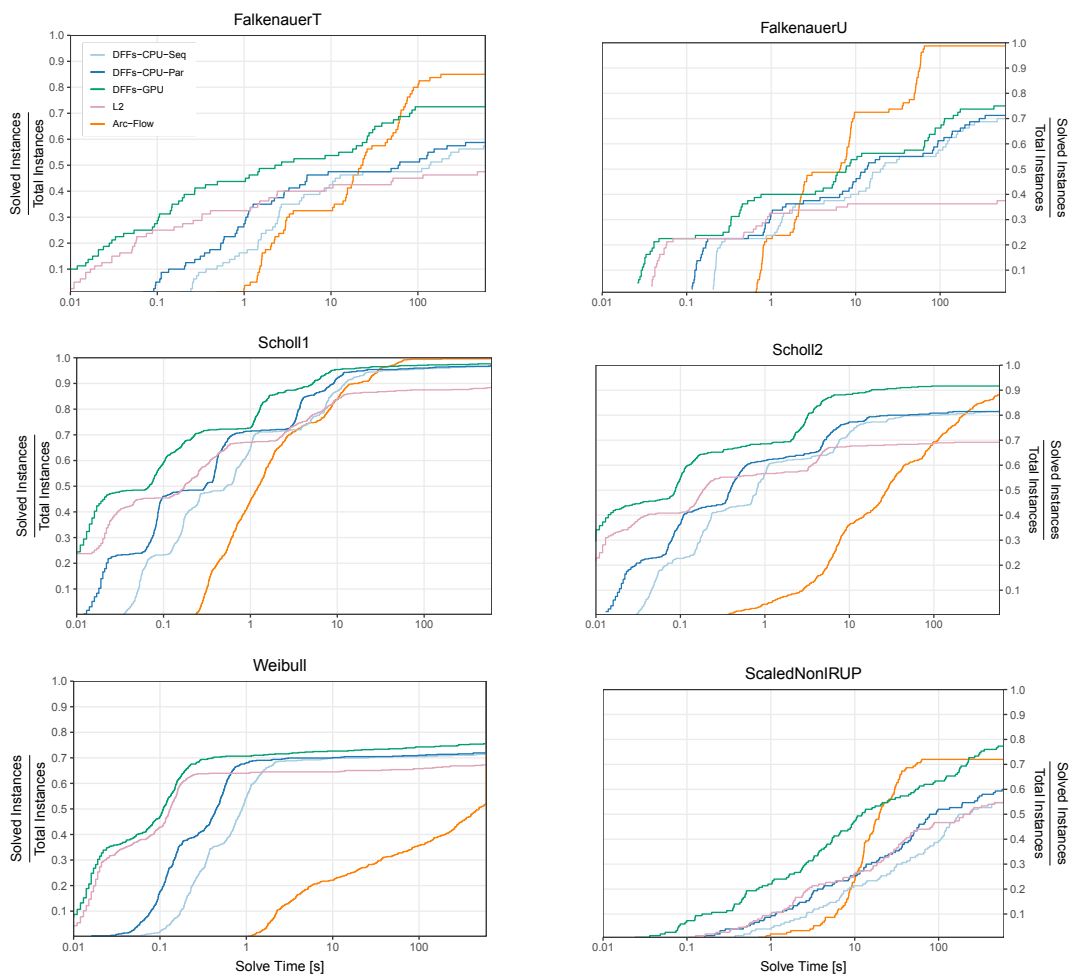 FalkenauerT
1.0
0.9
0.8
0.7
0.6
0.5
0.4
0.3
0.2
0.1
Solved Instances
Total Instances
DFFs-CPU-Seq
DFFs-CPU-Par
DFFs-GPU
L2
Arc-Flow
0.01 0.1 1 10 100
FalkenauerU
1.0
0.9
0.8
0.7
0.6
0.5
0.4
0.3
0.2
0.1
Solved Instances
Total Instances
0.01 0.1 1 10 100
Scholl1
1.0
0.9
0.8
0.7
0.6
0.5
0.4
0.3
0.2
0.1
Solved Instances
Total Instances
0.01 0.1 1 10 100
Scholl2
1.0
0.9
0.8
0.7
0.6
0.5
0.4
0.3
0.2
0.1
Solved Instances
Total Instances
0.01 0.1 1 10 100
Weibull
1.0
0.9
0.8
0.7
0.6
0.5
0.4
0.3
0.2
0.1
Solved Instances
Total Instances
0.01 0.1 1 10 100
Solve Time [s]
ScaledNonIRUP
1.0
0.9
0.8
0.7
0.6
0.5
0.4
0.3
0.2
0.1
Solved Instances
Total Instances
0.01 0.1 1 10 100
Solve Time [s]